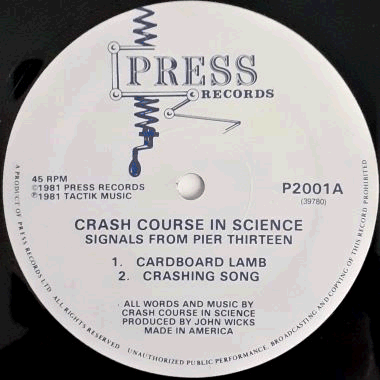 PRESS
RECORDS
45 RPM
©1981 PRESS RECORDS
℗1981 TACTIK MUSIC
P2001A
(39780)
CRASH COURSE IN SCIENCE
SIGNALS FROM PIER THIRTEEN
1. CARDBOARD LAMB
2. CRASHING SONG
ALL WORDS AND MUSIC BY
CRASH COURSE IN SCIENCE
PRODUCED BY JOHN WICKS
MADE IN AMERICA
A PRODUCT OF PRESS RECORDS LTD. ALL RIGHTS RESERVED UNAUTHORIZED PUBLIC PERFORMANCE, BROADCASTING AND COPYING OF THIS RECORD PROHIBITED